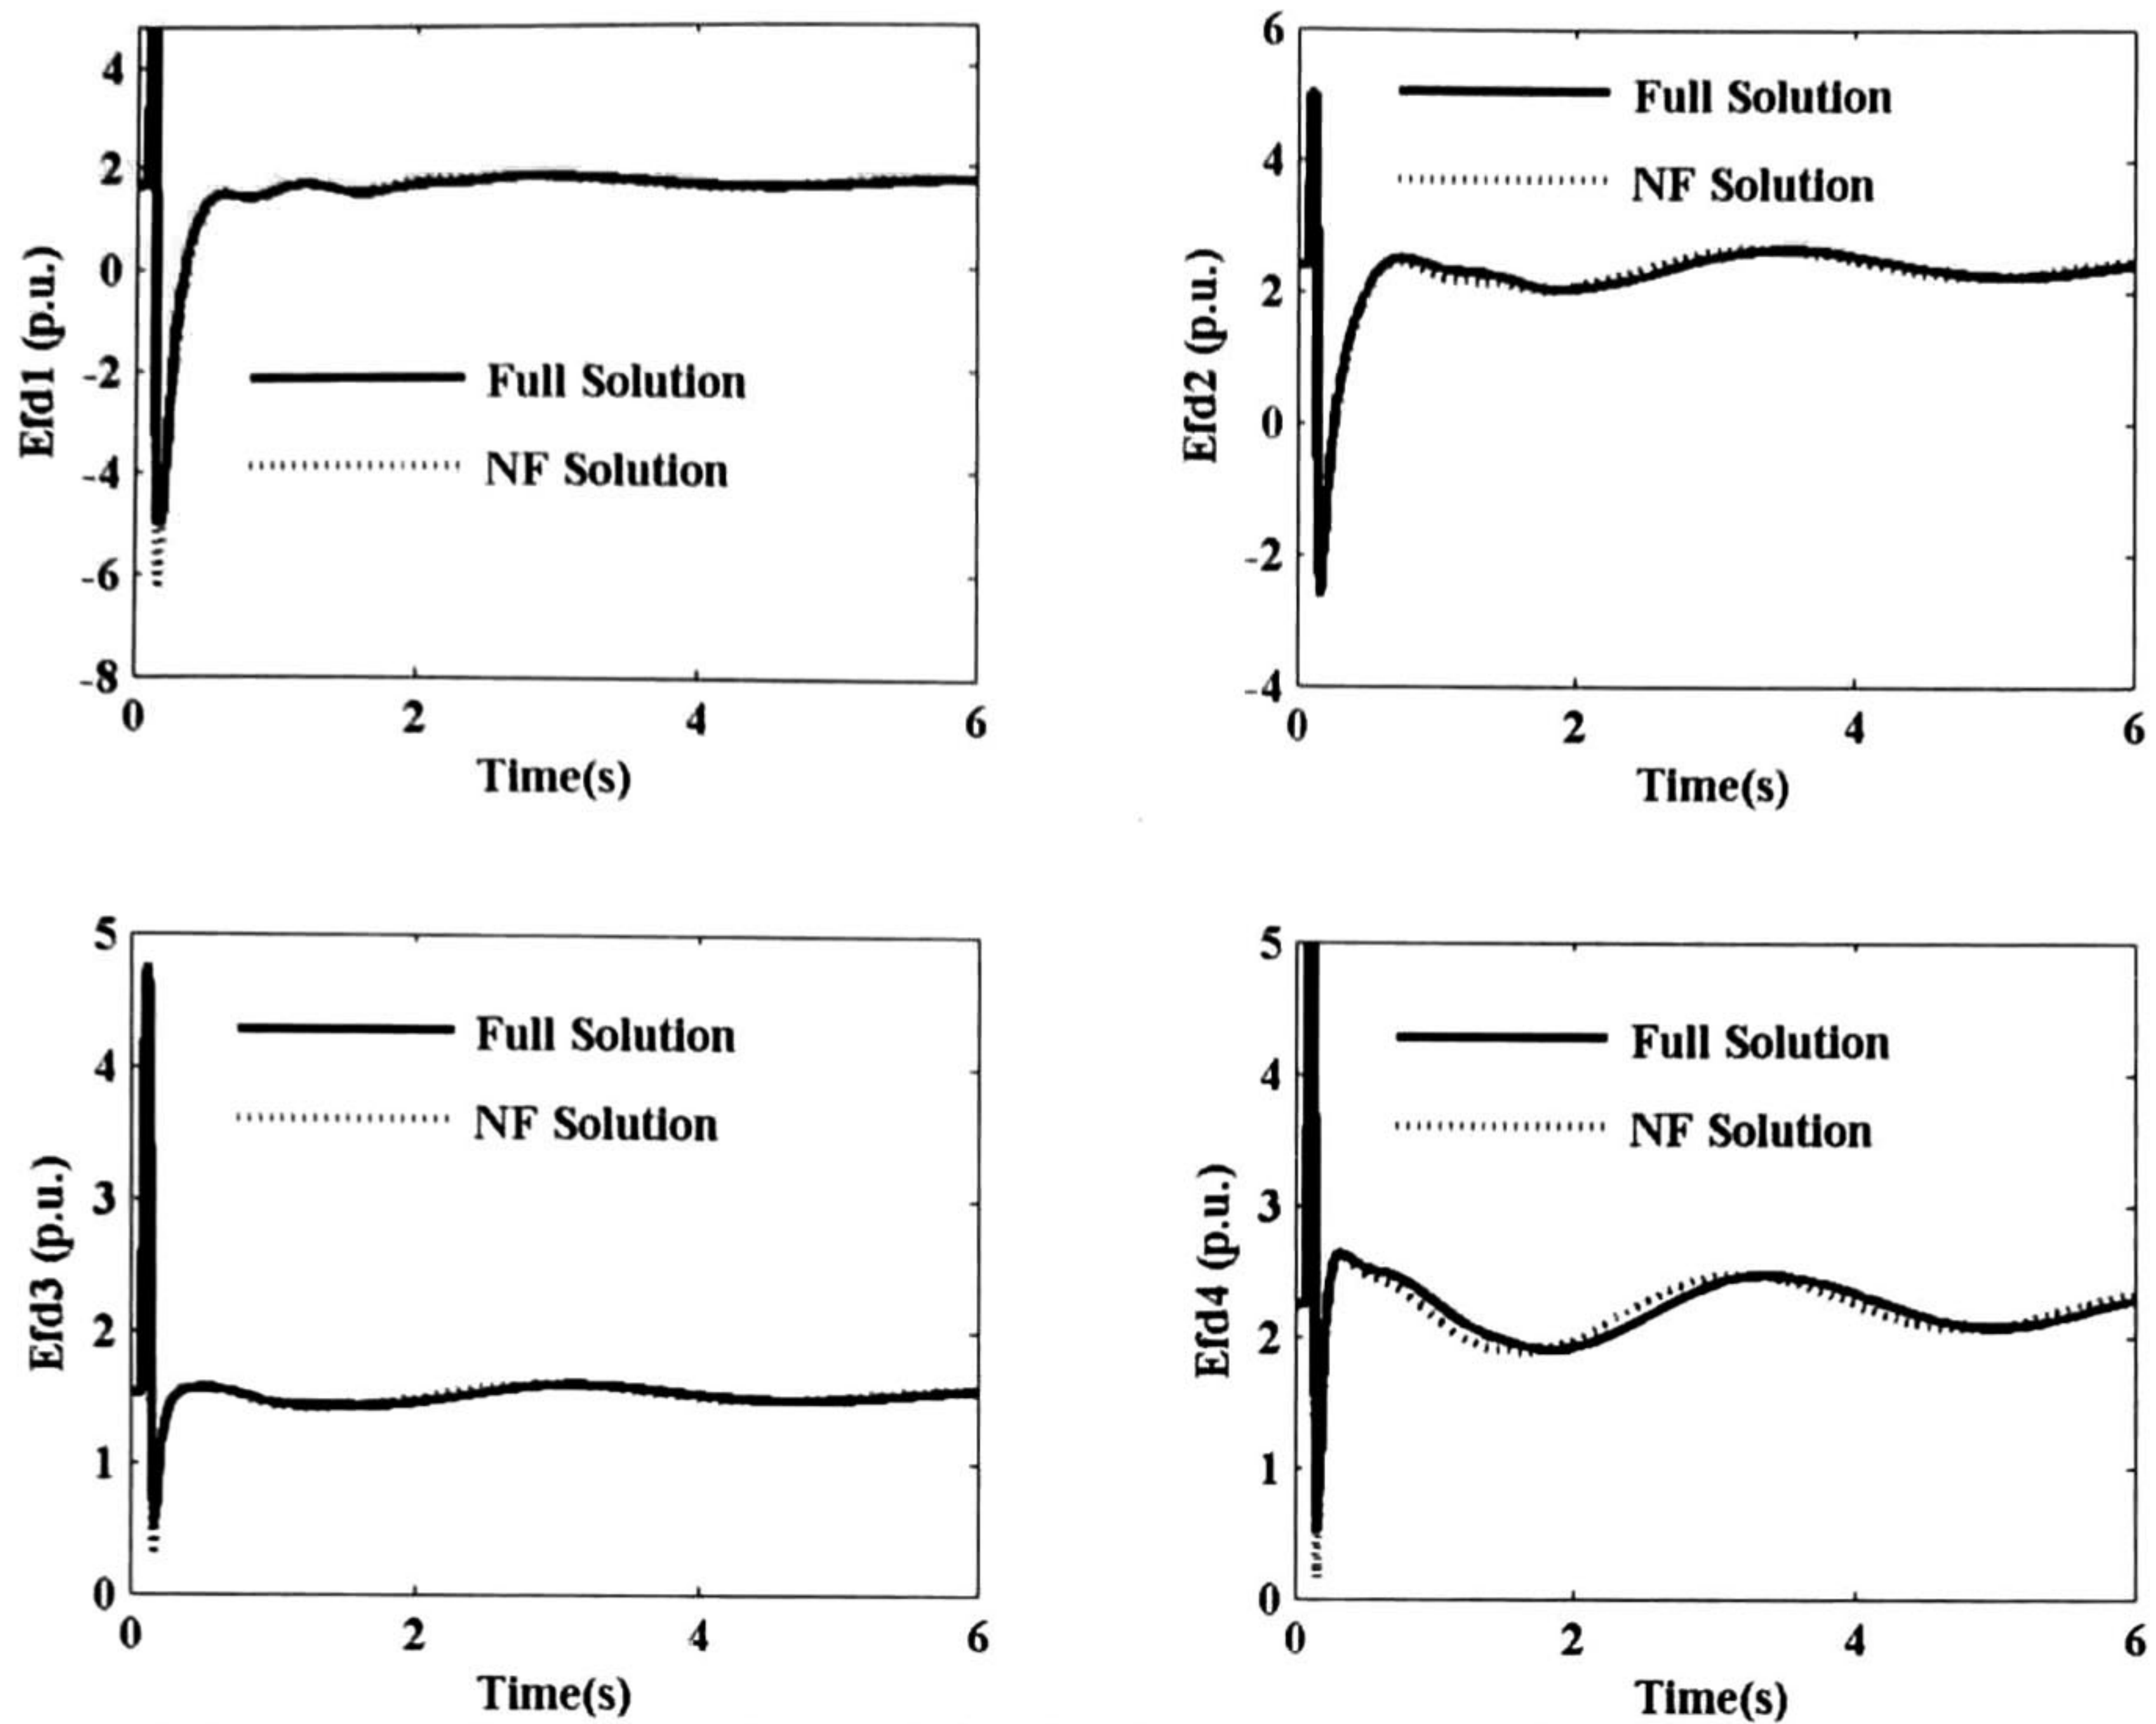 4
2
0
-2
-4
-6
-8
0 2 4 6
Efd1 (p.u.)
Full Solution
NF Solution
Time(s)
6
4
2
0
-2
-4
0 2 4 6
Efd2 (p.u.)
Full Solution
NF Solution
Time(s)
5
4
3
2
1
0
0 2 4 6
Efd3 (p.u.)
Full Solution
NF Solution
Time(s)
5
4
3
2
1
0
0 2 4 6
Efd4 (p.u.)
Full Solution
NF Solution
Time(s)